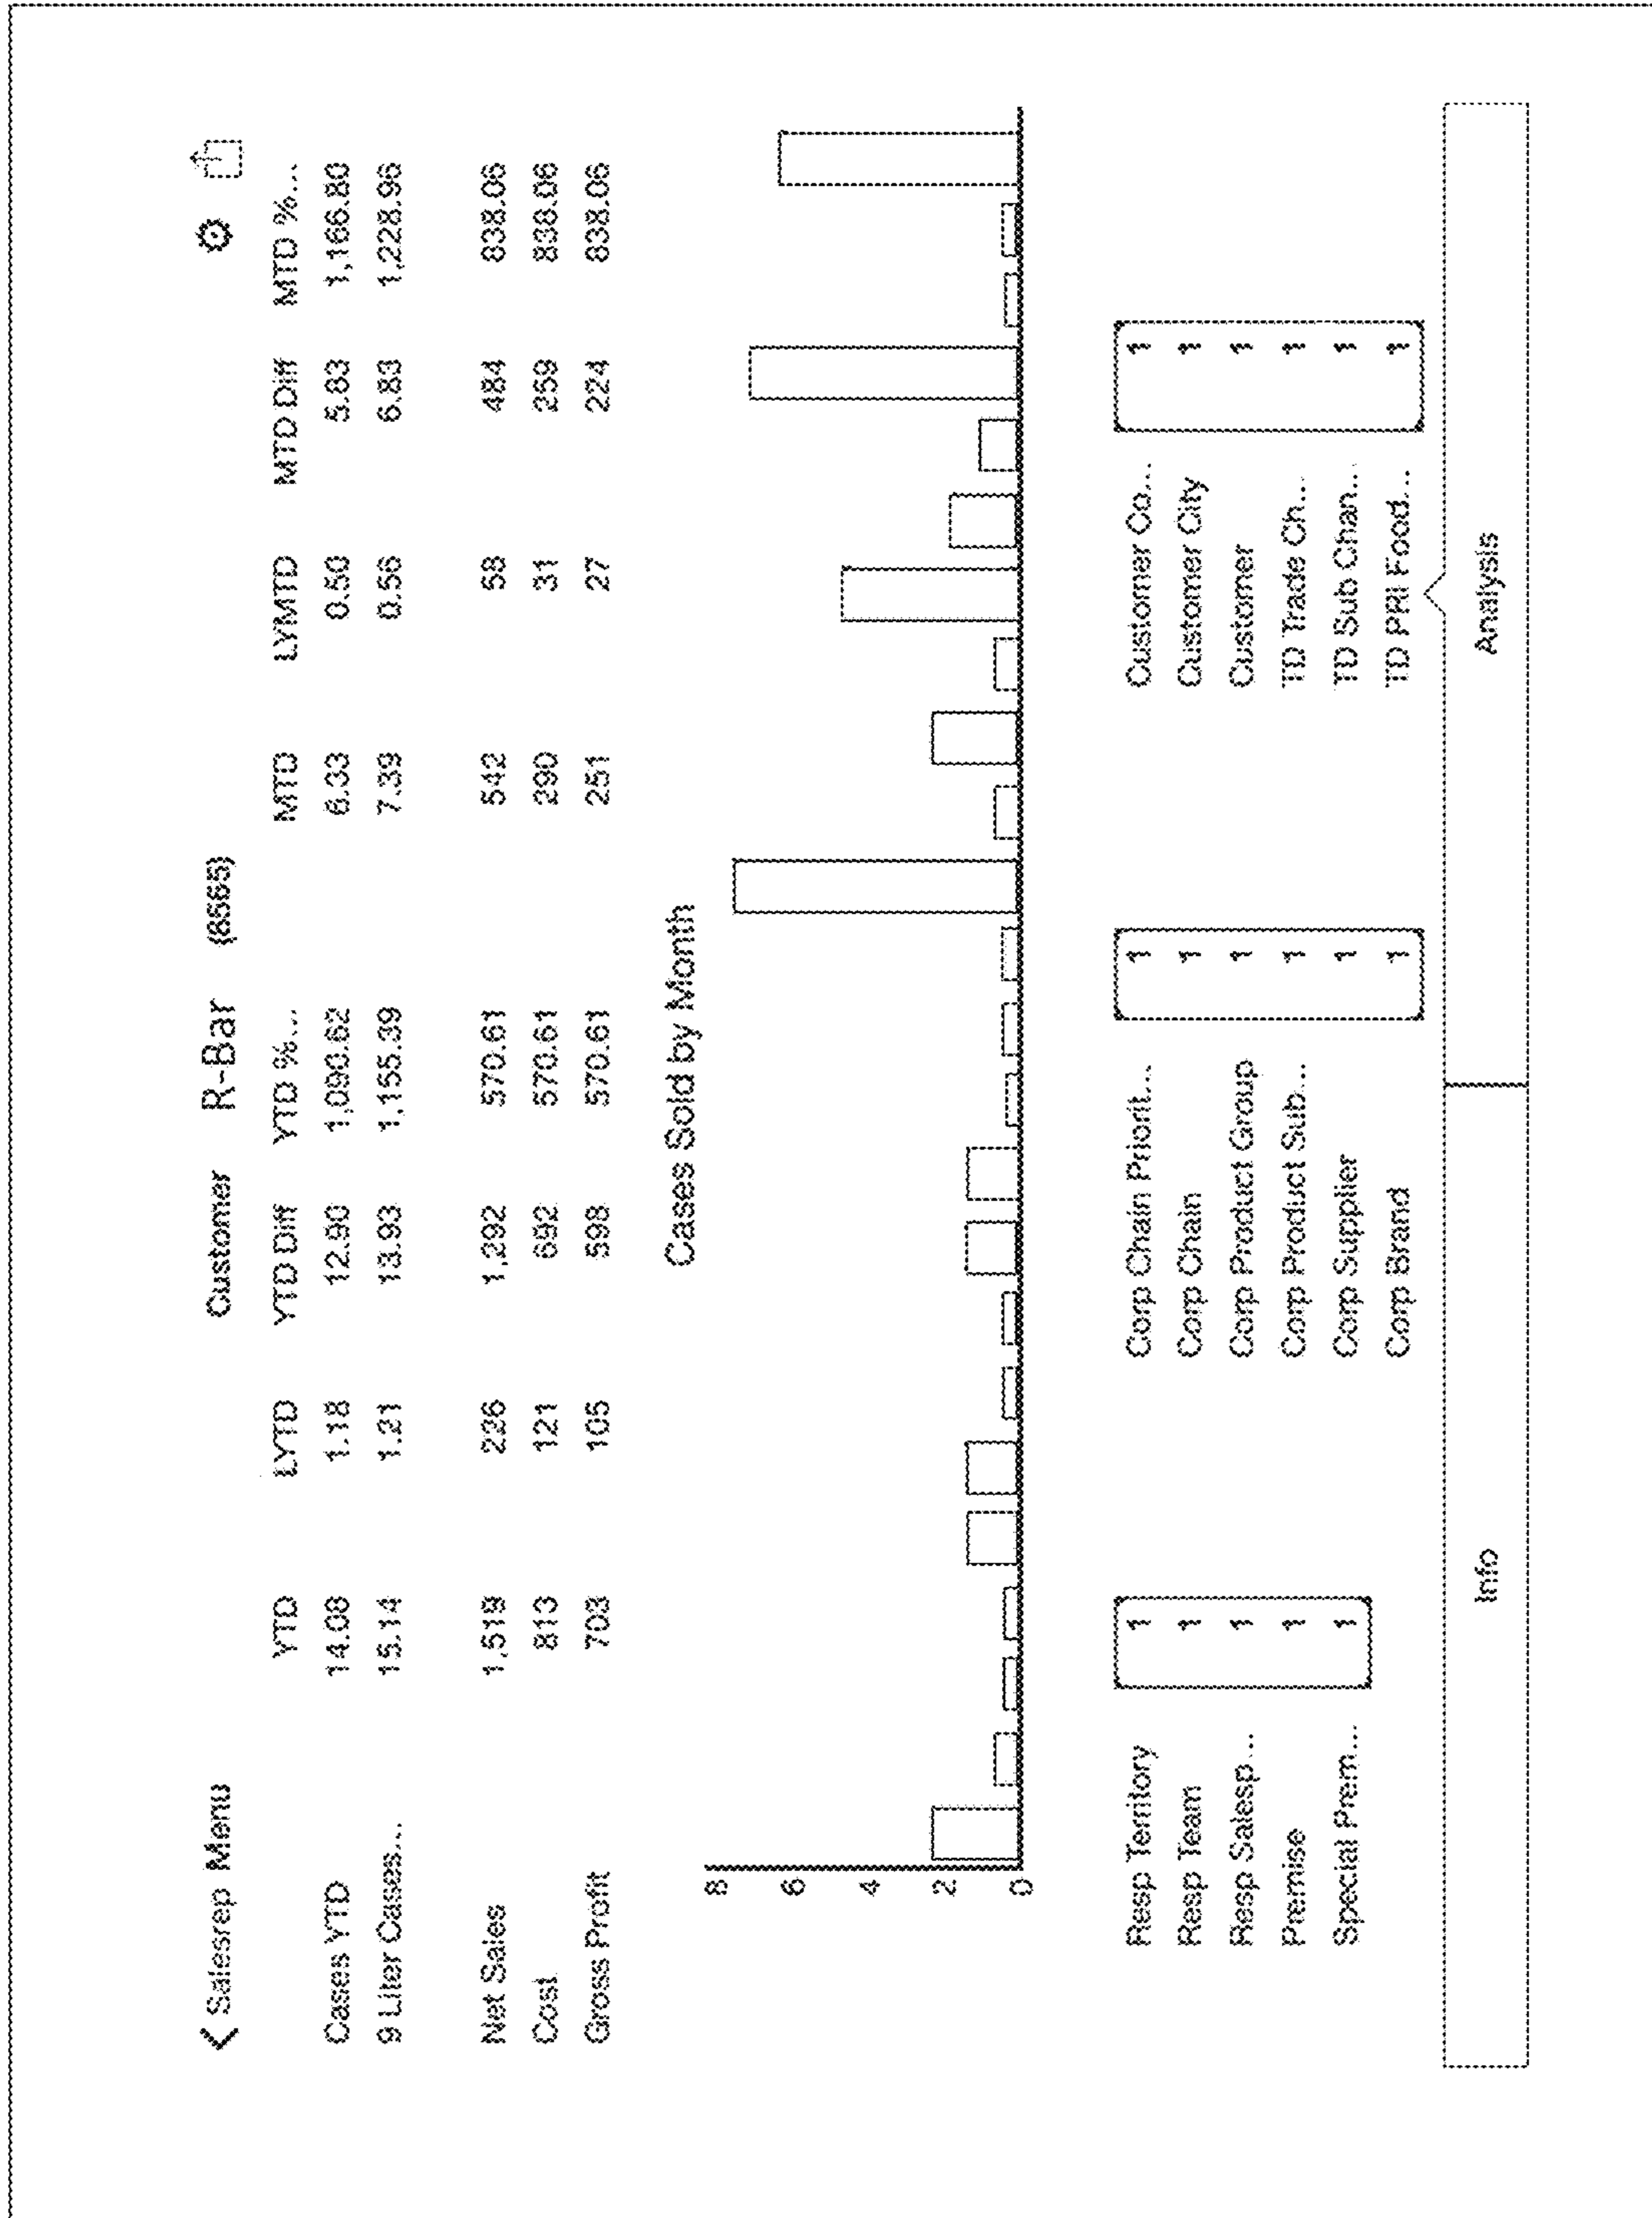 Salesrep Menu Customer R-Bar (8565)
YTD LYTD YTD Diff YTD %... MTD LYMTD MTD Diff MTD %...
Cases YTD 14.08 1.18 12.90 1,090.62 6.33 0.50 5.83 1,166.80
9 Liter Cases... 15.14 1.21 13.93 1,155.39 7.39 0.56 6.83 1,228.96
Net Sales 1,519 226 1,292 570.61 542 58 484 838.06
Cost 813 121 692 570.61 290 31 259 838.06
Gross Profit 703 105 598 570.61 251 27 224 838.06
Cases Sold by Month
8
6
4
2
0
Resp Territory 1 Corp Chain Priorit... 1 Customer Co... 1
Resp Team 1 Corp Chain 1 Customer City 1
Resp Salesp... 1 Corp Product Group 1 Customer 1
Premise 1 Corp Product Sub... 1 TD Trade Ch... 1
Special Prem... 1 Corp Supplier 1 TD Sub Chan... 1
Corp Brand 1 TD PRI Food... 1
Info Analysis